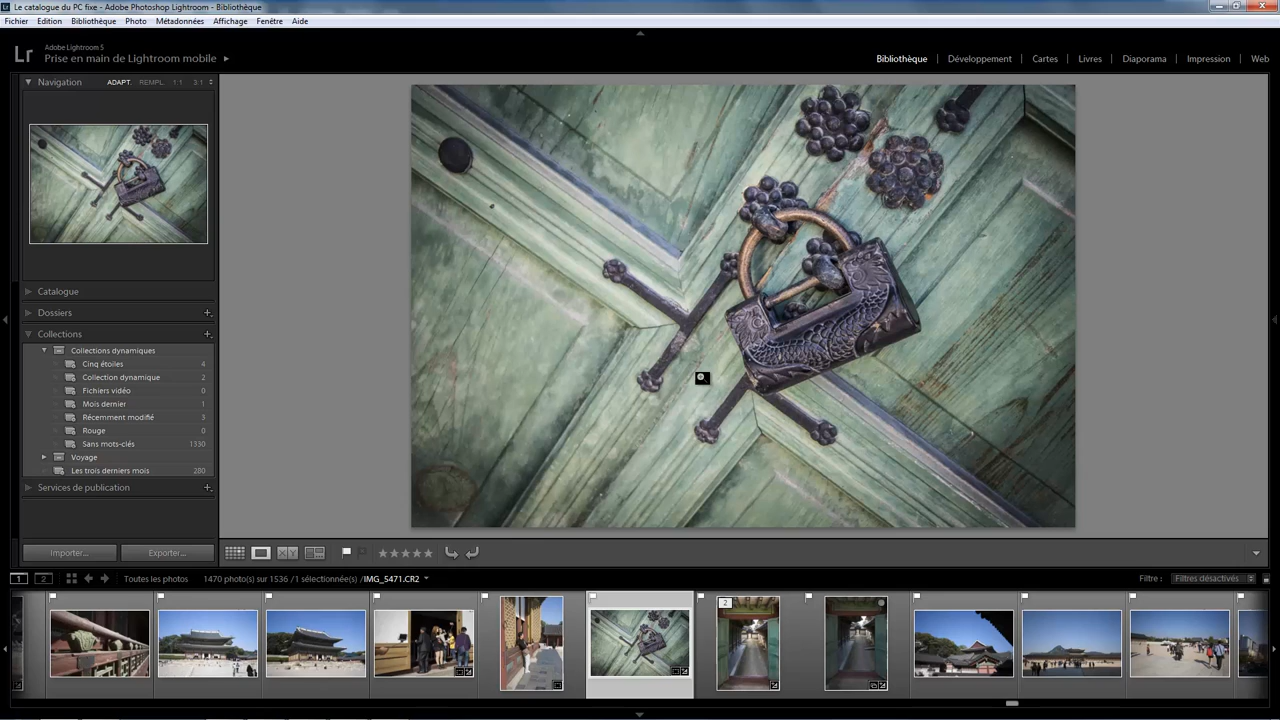 Le catalogue du PC fixe - Adobe Photoshop Lightroom - Bibliothèque
Fichier Edition Bibliothèque Photo Métadonnées Affichage Fenêtre Aide
Lr
Adobe Lightroom 5
Prise en main de Lightroom mobile
Bibliothèque | Développement | Cartes | Livres | Diaporama | Impression | Web
Navigation ADAPT. REMPL. 1:1 3:1
Catalogue
Dossiers
Collections
Collections dynamiques
Cinq étoiles 4
Collection dynamique 2
Fichiers vidéo 0
Mois dernier 1
Récemment modifié 3
Rouge 0
Sans mots-clés 1330
Voyage
Les trois derniers mois 280
Services de publication
Importer... Exporter...
XY
1 2 Toutes les photos 1470 photo(s) sur 1536 /1 sélectionnée(s) /IMG_5471.CR2 Filtre : Filtres désactivés
2